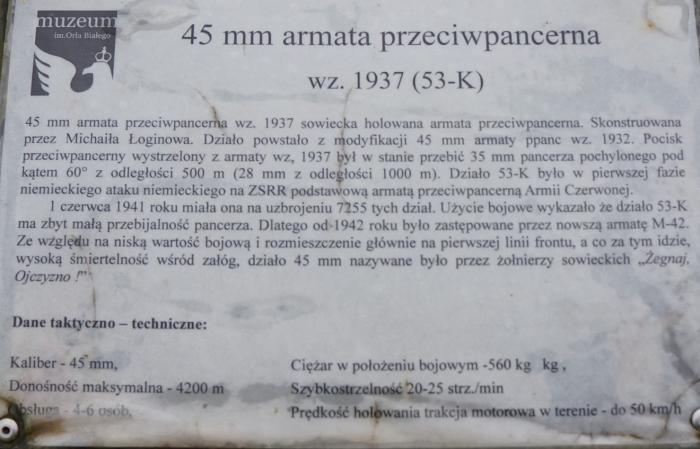 muzeum
im.Orła Białego
45 mm armata przeciwpancerna
wz. 1937 (53-K)
45 mm armata przeciwpancerna wz. 1937 sowiecka holowana armata przeciwpancerna. Skonstruowana
przez Michaiła Łoginowa. Działo powstało z modyfikacji 45 mm armaty ppanc wz. 1932. Pocisk
przeciwpancerny wystrzelony z armaty wz, 1937 był w stanie przebić 35 mm pancerza pochylonego pod
kątem 60° z odległości 500 m (28 mm z odległości 1000 m). Działo 53-K było w pierwszej fazie
niemieckiego ataku niemieckiego na ZSRR podstawową armatą przeciwpancerną Armii Czerwonej.
1 czerwca 1941 roku miała ona na uzbrojeniu 7255 tych dział. Użycie bojowe wykazało że działo 53-K
ma zbyt małą przebijalność pancerza. Dlatego od 1942 roku było zastępowane przez nowszą armatę M-42.
Ze względu na niską wartość bojową i rozmieszczenie głównie na pierwszej linii frontu, a co za tym idzie,
wysoką śmiertelność wśród załóg, działo 45 mm nazywane było przez żołnierzy sowieckich „Żegnaj,
Ojczyzno !”
Dane taktyczno – techniczne:
Kaliber - 45 mm,
Donośność maksymalna - 4200 m
Obsługa - 4-6 osób,
Ciężar w położeniu bojowym -560 kg kg ,
Szybkostrzelność 20-25 strz./min
Prędkość holowania trakcja motorowa w terenie - do 50 km/h